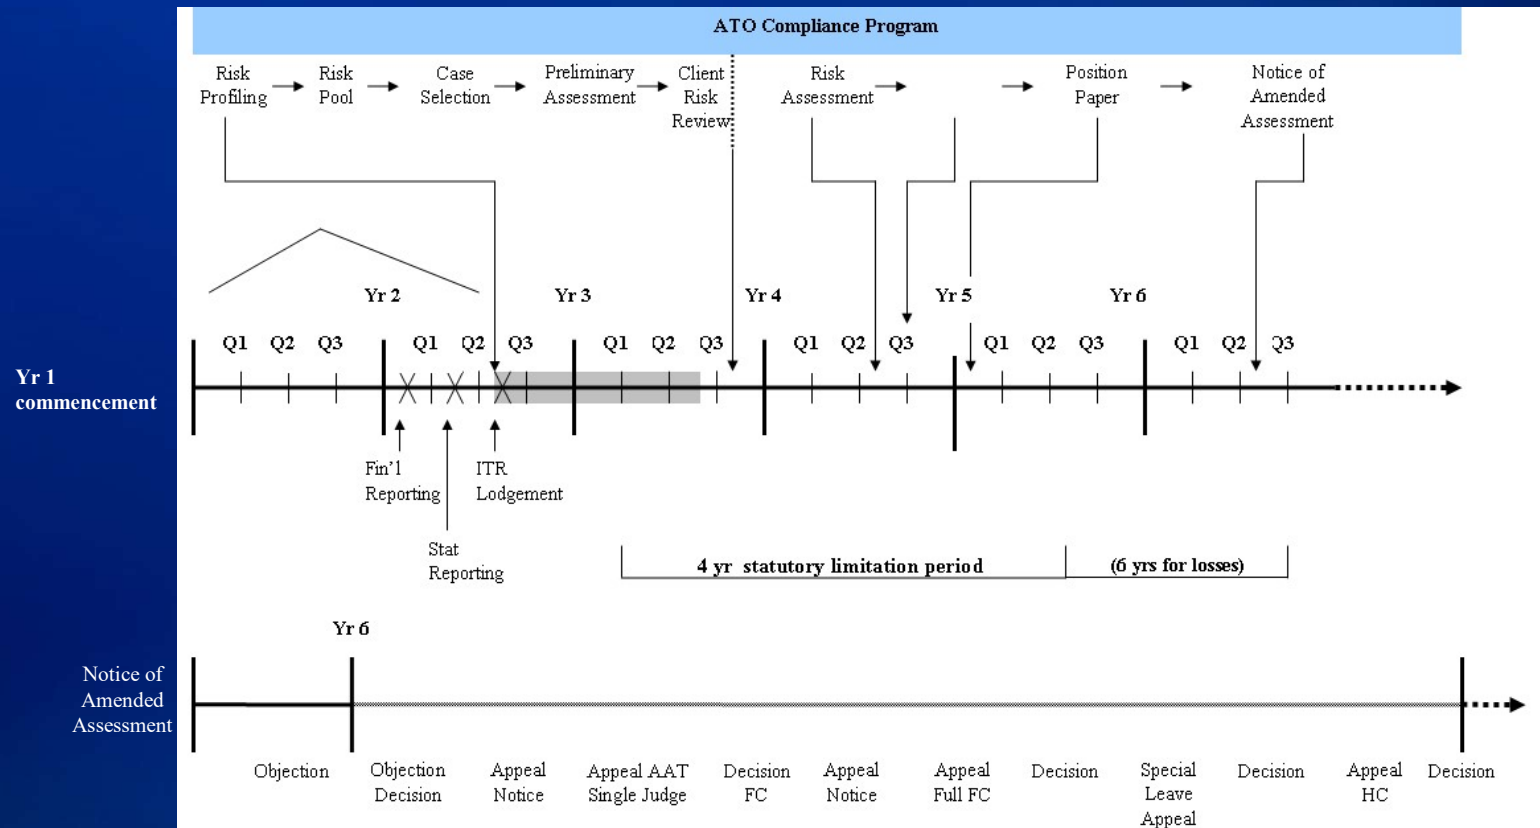 ATO Compliance Program
Risk
Profiling
Risk
Pool
Case
Selection
Preliminary
Assessment
Client
Risk
Review
Risk
Assessment
Position
Paper
Notice of
Amended
Assessment
Yr 2
Yr 3
Yr 4
Yr 5
Yr 6
Q1 Q2 Q3 Q1 Q2 Q3 Q1 Q2 Q3 Q1 Q2 Q3 Q1 Q2 Q3 Q1 Q2 Q3
Yr 1
commencement
Fin'l
Reporting
ITR
Lodgement
Stat
Reporting
4 yr statutory limitation period
(6 yrs for losses)
Yr 6
Notice of
Amended
Assessment
Objection
Objection
Decision
Appeal
Notice
Appeal AAT
Single Judge
Decision
FC
Appeal
Notice
Appeal
Full FC
Decision
Special
Leave
Appeal
Decision
Appeal
HC
Decision